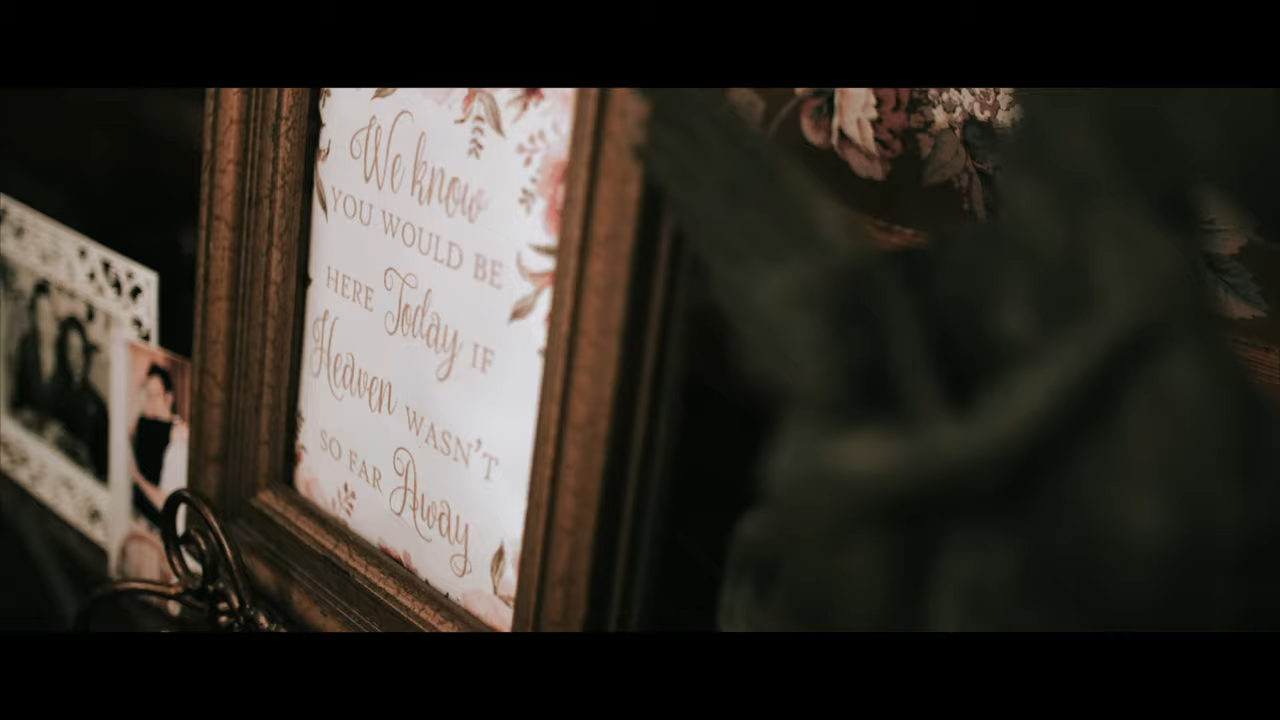 We know
YOU WOULD BE
HERE Today IF
Heaven WASN'T
SO FAR Away